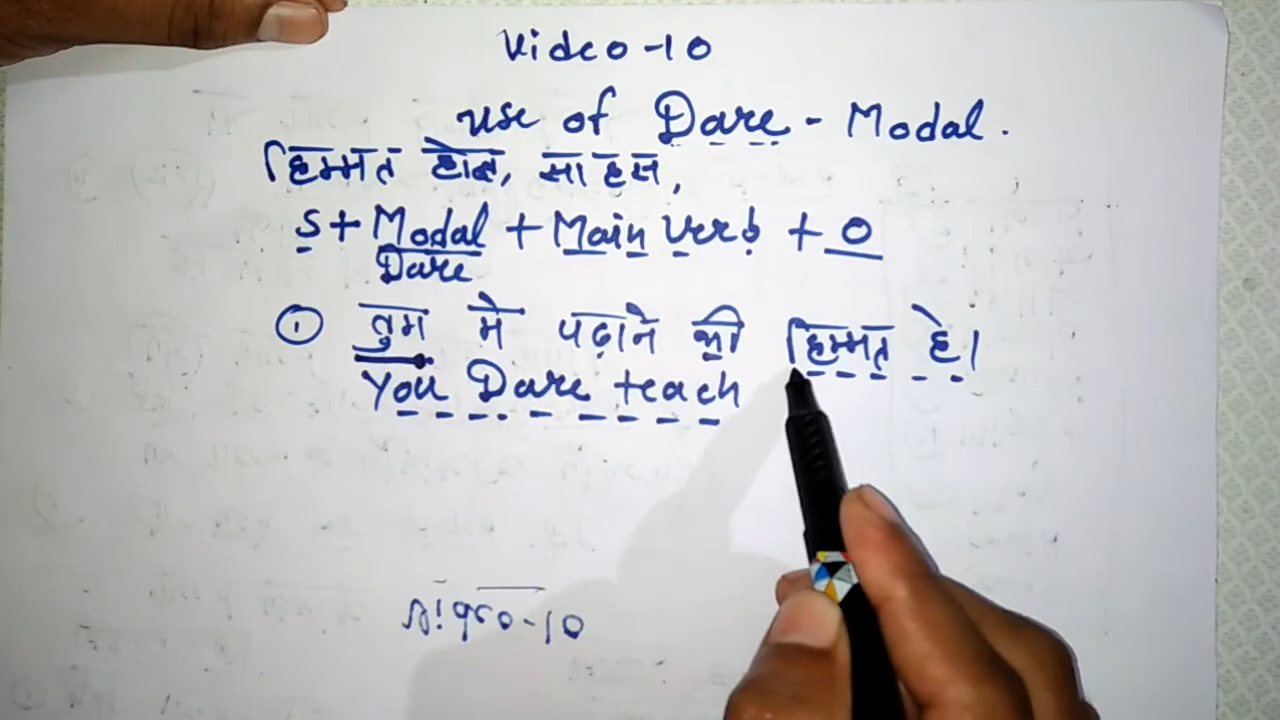 Video-10
use of Dare - Modal.
हिम्मत होना, साहस,
S + Modal + Main Verb + O
Dare
① तुम मे पढ़ाने की हिम्मत है।
You Dare teach